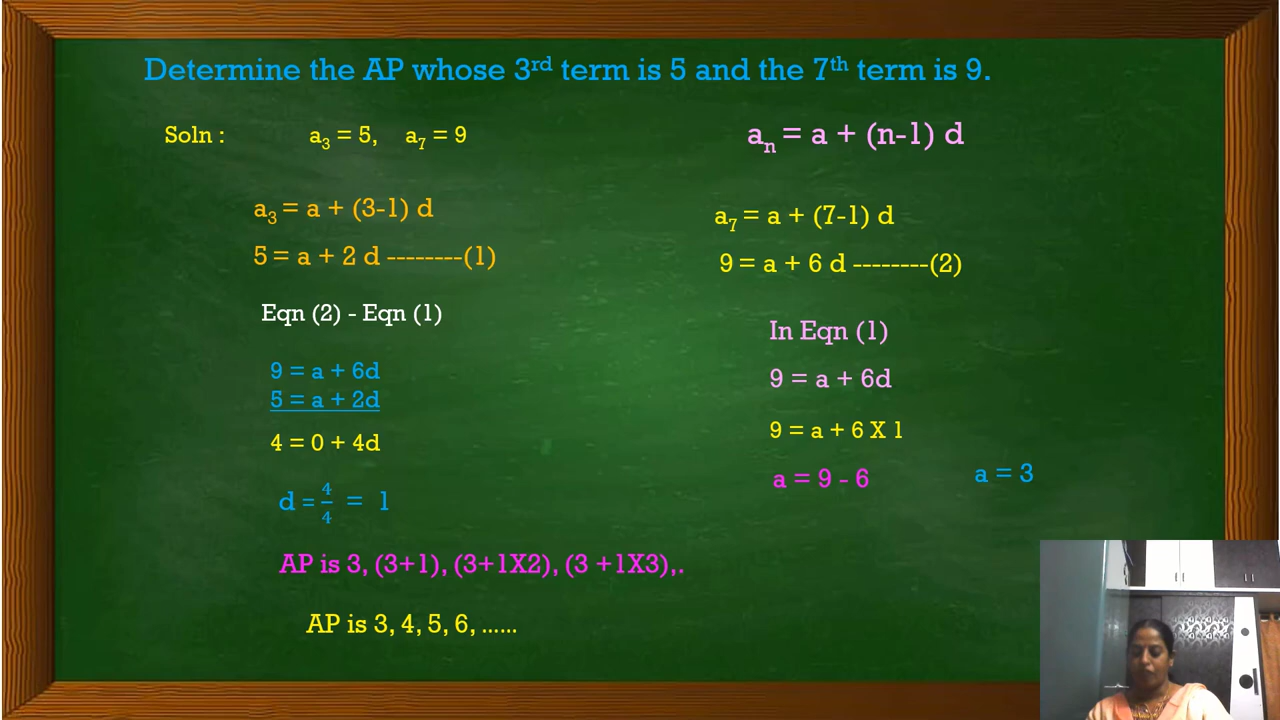 Determine the AP whose 3rd term is 5 and the 7th term is 9.
Soln : a3 = 5, a7 = 9
an = a + (n-1) d
a3 = a + (3-1) d
5 = a + 2 d --------(1)
a7 = a + (7-1) d
9 = a + 6 d --------(2)
Eqn (2) - Eqn (1)
9 = a + 6d
5 = a + 2d
4 = 0 + 4d
d = 4/4 = 1
In Eqn (1)
9 = a + 6d
9 = a + 6 X 1
a = 9 - 6
a = 3
AP is 3, (3+1), (3+1X2), (3 +1X3),.
AP is 3, 4, 5, 6, ......